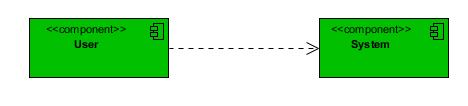 <<component>>
User
<<component>>
System